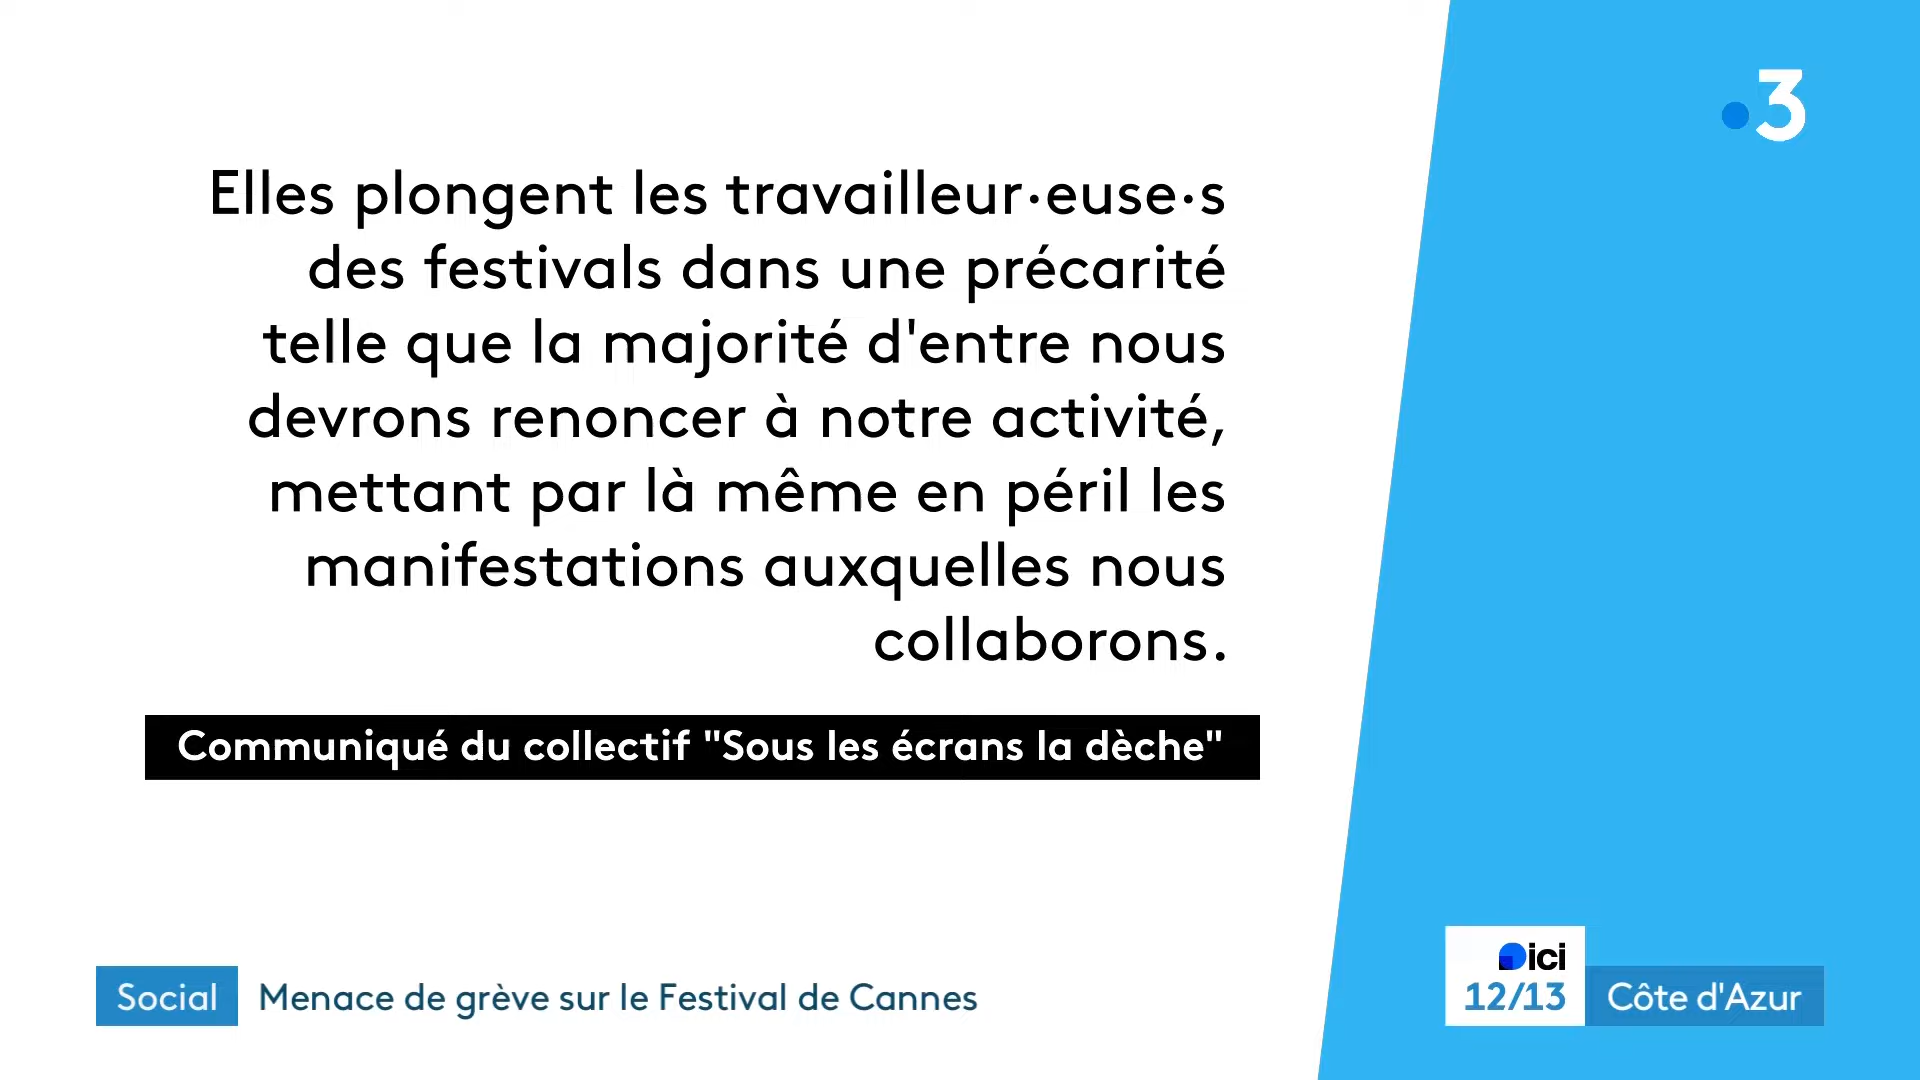 3
Elles plongent les travailleur·euse·s
des festivals dans une précarité
telle que la majorité d'entre nous
devrons renoncer à notre activité,
mettant par là même en péril les
manifestations auxquelles nous
collaborons.
Communiqué du collectif "Sous les écrans la dèche"
Social Menace de grève sur le Festival de Cannes
ici
12/13 Côte d'Azur